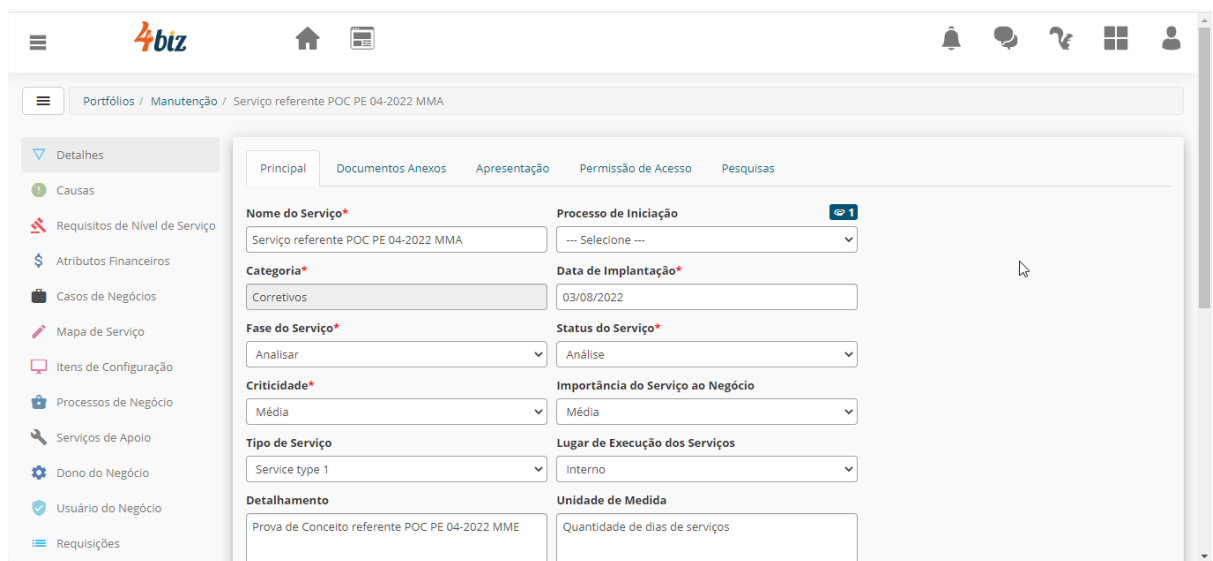 4biz
Portfólios / Manutenção / Serviço referente POC PE 04-2022 MMA
Detalhes
Causas
Requisitos de Nível de Serviço
Atributos Financeiros
Casos de Negócios
Mapa de Serviço
Itens de Configuração
Processos de Negócio
Serviços de Apoio
Dono do Negócio
Usuário do Negócio
Requisições
Principal Documentos Anexos Apresentação Permissão de Acesso Pesquisas
Nome do Serviço* Processo de Iniciação 1
Serviço referente POC PE 04-2022 MMA --- Selecione ---
Categoria* Data de Implantação*
Corretivos 03/08/2022
Fase do Serviço* Status do Serviço*
Analisar Análise
Criticidade* Importância do Serviço ao Negócio
Média Média
Tipo de Serviço Lugar de Execução dos Serviços
Service type 1 Interno
Detalhamento Unidade de Medida
Prova de Conceito referente POC PE 04-2022 MME Quantidade de dias de serviços